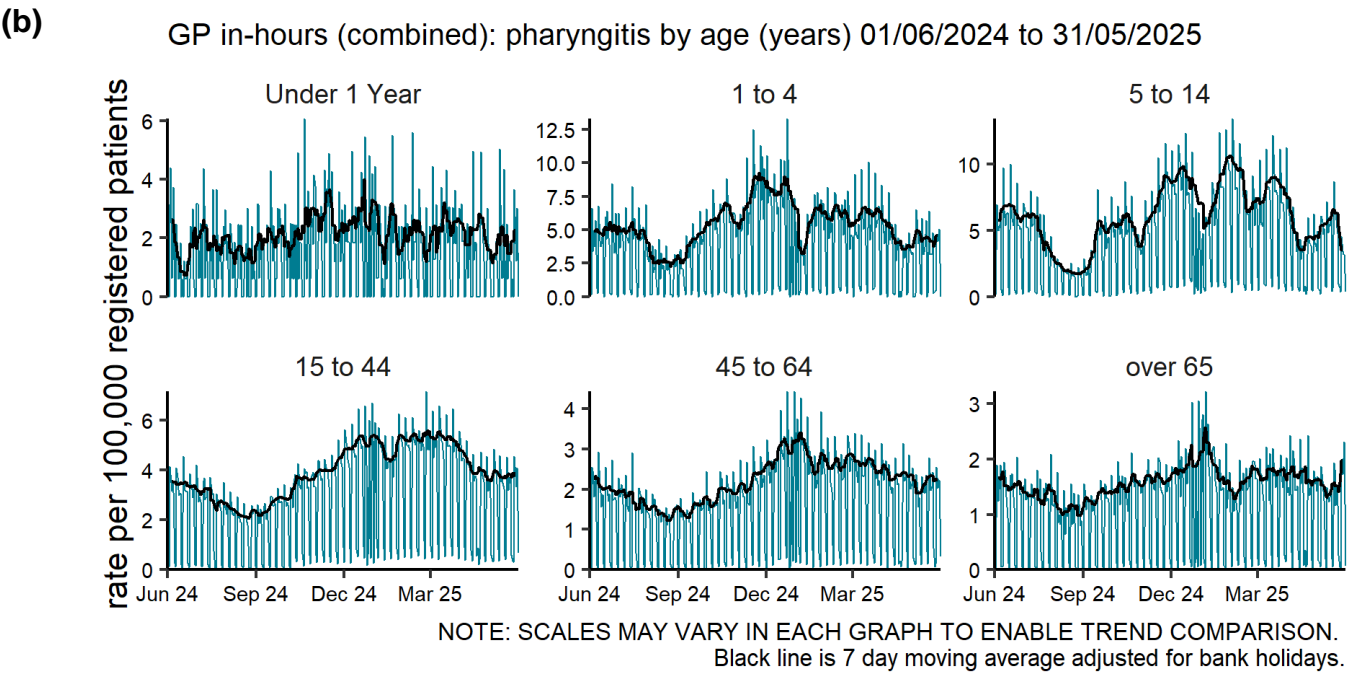 (b)
GP in-hours (combined): pharyngitis by age (years) 01/06/2024 to 31/05/2025
rate per 100,000 registered patients
Under 1 Year
6
4
2
0
1 to 4
12.5
10.0
7.5
5.0
2.5
0.0
5 to 14
10
5
0
15 to 44
6
4
2
0
Jun 24 Sep 24 Dec 24 Mar 25
45 to 64
4
3
2
1
0
Jun 24 Sep 24 Dec 24 Mar 25
over 65
3
2
1
0
Jun 24 Sep 24 Dec 24 Mar 25
NOTE: SCALES MAY VARY IN EACH GRAPH TO ENABLE TREND COMPARISON.
Black line is 7 day moving average adjusted for bank holidays.